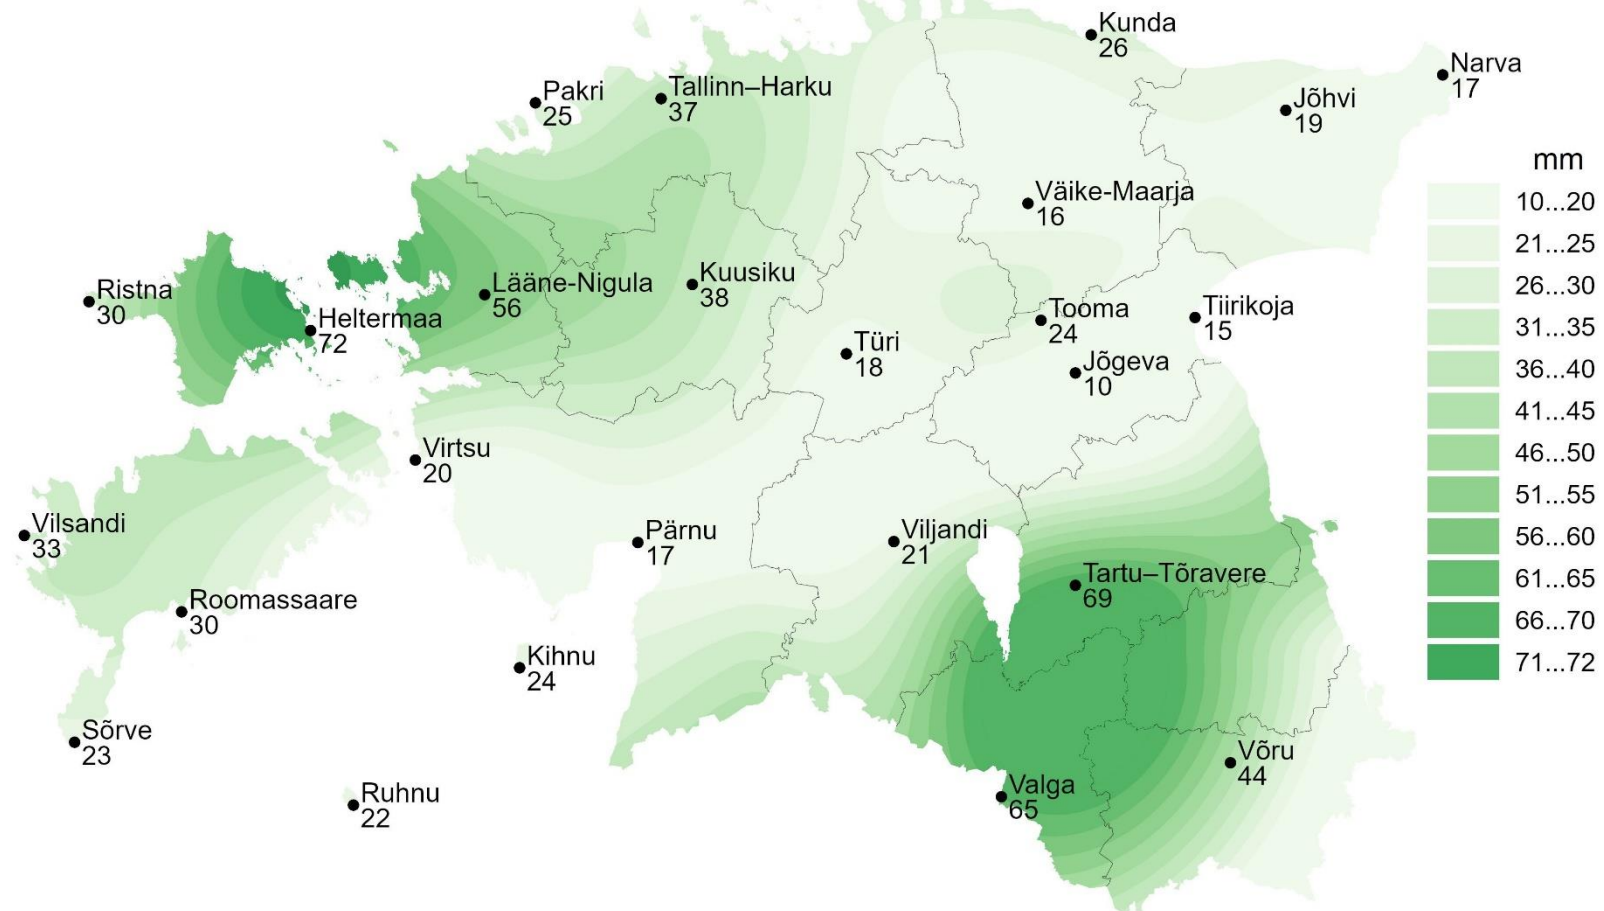 Kunda
26
Narva
17
Pakri
25
Tallinn–Harku
37
Jõhvi
19
Väike-Maarja
16
Ristna
30
Heltermaa
72
Lääne-Nigula
56
Kuusiku
38
Türi
18
Tooma
24
Tiirikoja
15
Jõgeva
10
Virtsu
20
Vilsandi
33
Pärnu
17
Viljandi
21
Tartu–Tõravere
69
Roomassaare
30
Kihnu
24
Sõrve
23
Ruhnu
22
Valga
65
Võru
44
mm
10...20
21...25
26...30
31...35
36...40
41...45
46...50
51...55
56...60
61...65
66...70
71...72